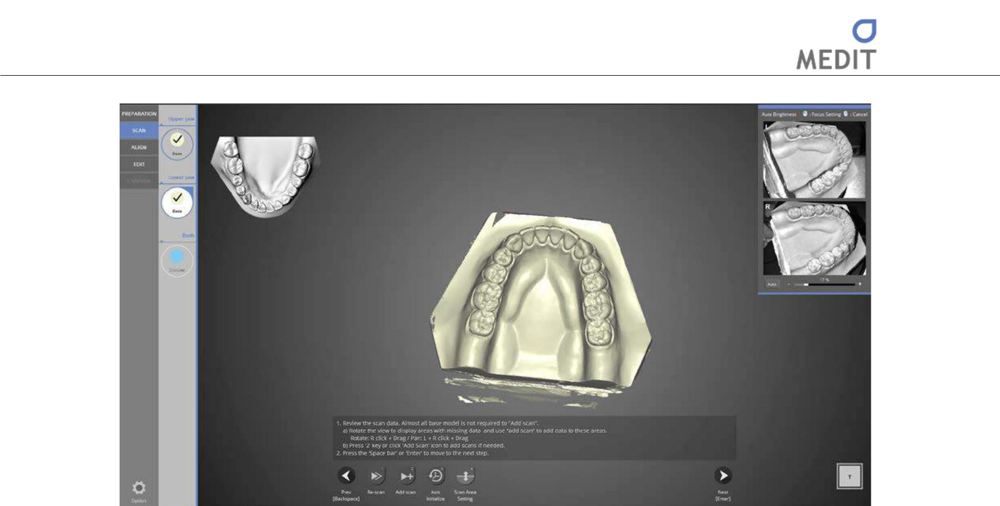 MEDIT
PREPARATION
SCAN
ALIGN
EDIT
Upper jaw
Base
Lower jaw
Base
Both
Option
Auto Brightness : Focus Setting : Cancel
L
R
17 %
Auto - +
1. Review the scan data. Almost all base model is not required to "Add scan".
a) Rotate the view to display areas with missing data and use "add scan" to add data to these areas.
Rotate: R click + Drag / Pan: L + R click + Drag
b) Press '2' key or click 'Add Scan' icon to add scans if needed.
2. Press the 'Space bar' or 'Enter' to move to the next step.
Prev
[Backspace]
Re-scan
Add scan
Axis
Initialize
Scan Area
Setting
Next
[Enter]
T